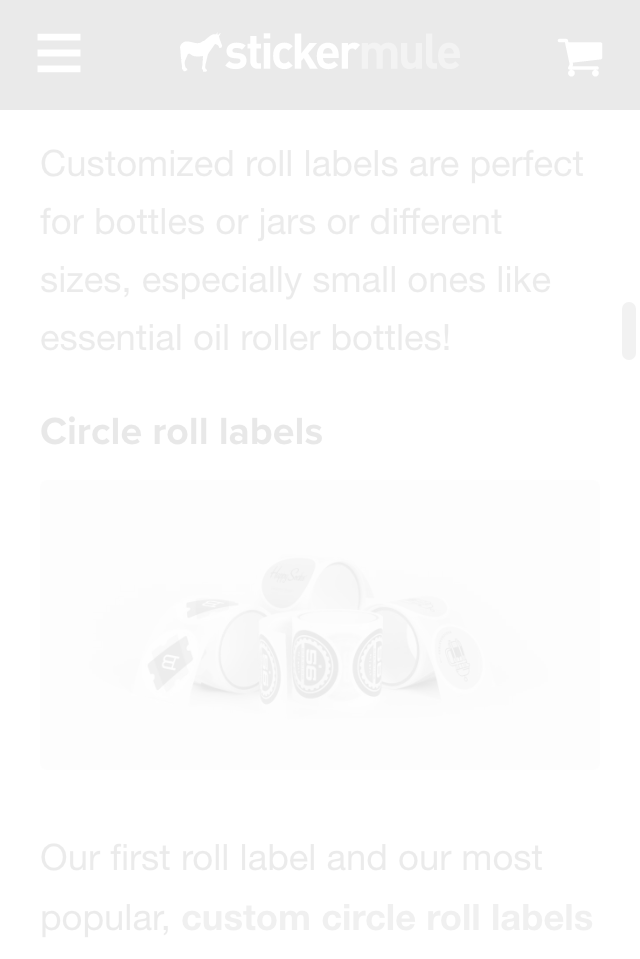 stickermule
Customized roll labels are perfect
for bottles or jars or different
sizes, especially small ones like
essential oil roller bottles!
Circle roll labels
Our first roll label and our most
popular, custom circle roll labels